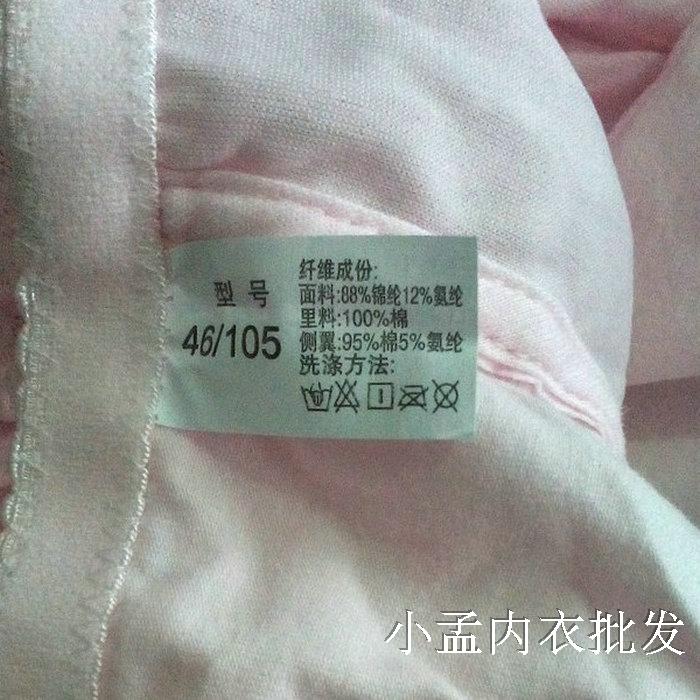 型号
46/105
纤维成份:
面料:88%锦纶12%氨纶
里料:100%棉
侧翼:95%棉5%氨纶
洗涤方法:
小孟内衣批发